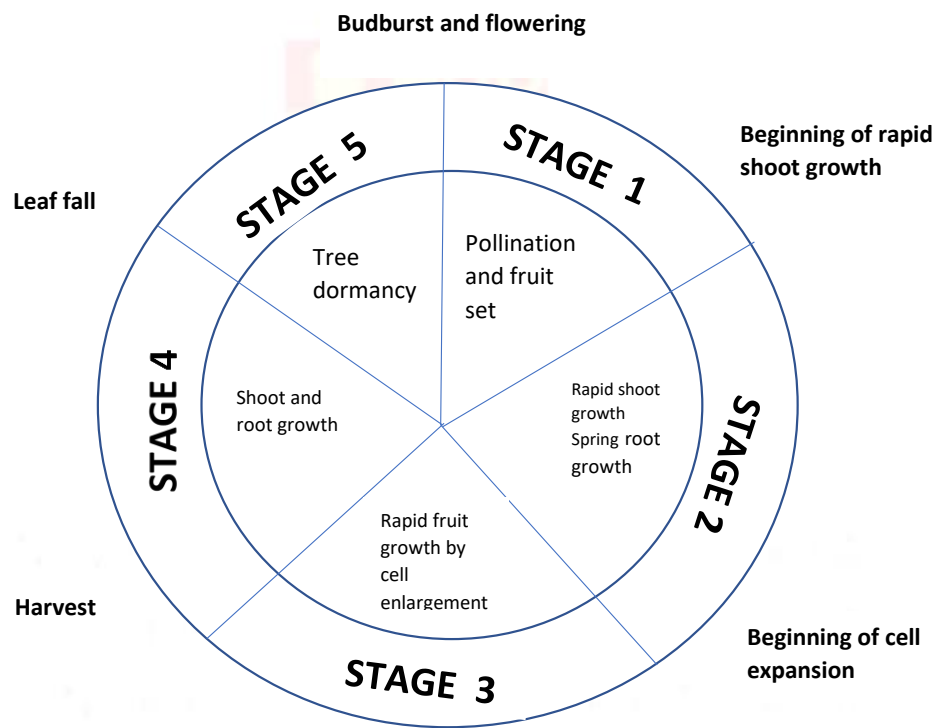 Budburst and flowering
STAGE 1
Beginning of rapid
shoot growth
Pollination
and fruit
set
STAGE 2
Rapid shoot
growth
Spring root
growth
Beginning of cell
expansion
STAGE 3
Rapid fruit
growth by
cell
enlargement
Harvest
STAGE 4
Shoot and
root growth
Leaf fall
STAGE 5
Tree
dormancy